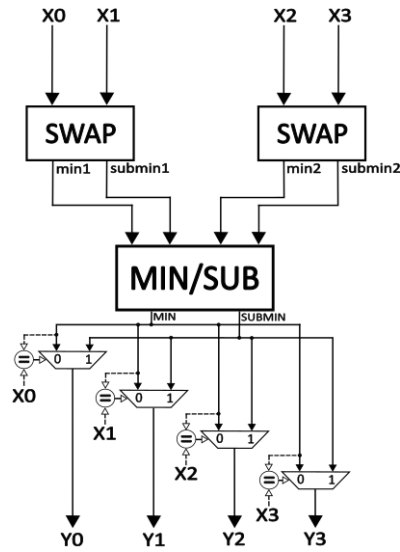 X0 X1 X2 X3
SWAP SWAP
min1 submin1 min2 submin2
MIN/SUB
MIN SUBMIN
= 0 1
X0
= 0 1
X1
= 0 1
X2
= 0 1
X3
Y0 Y1 Y2 Y3